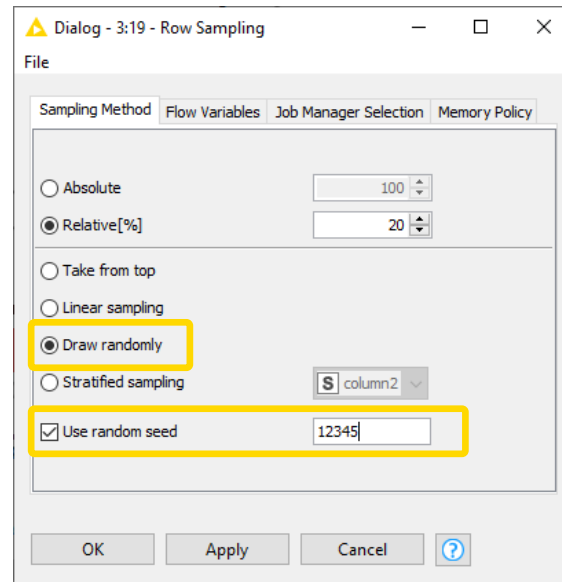 Dialog - 3:19 - Row Sampling
File
Sampling Method Flow Variables Job Manager Selection Memory Policy
Absolute 100
Relative[%] 20
Take from top
Linear sampling
Draw randomly
Stratified sampling S column2
Use random seed 12345
OK Apply Cancel ?